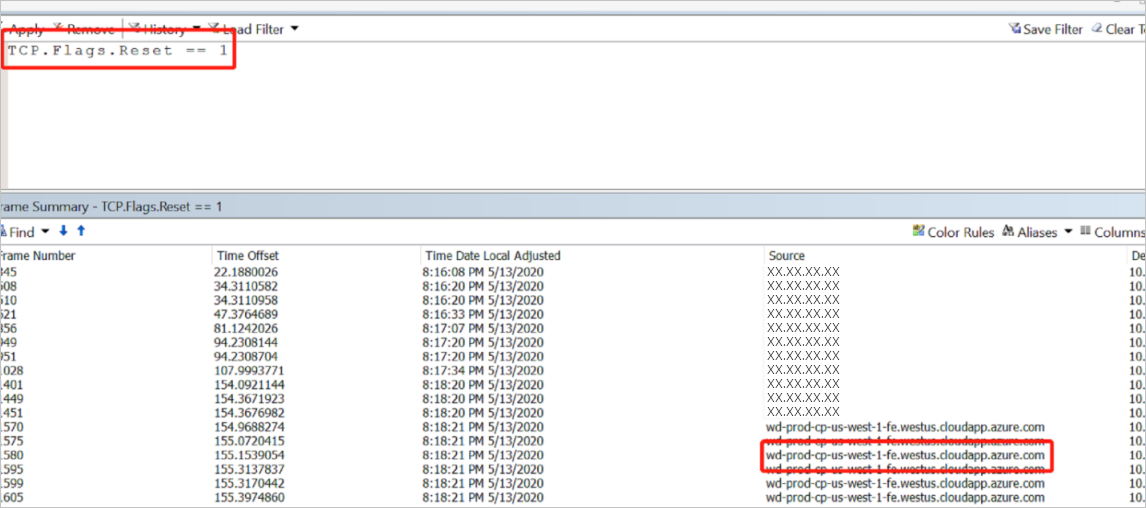 Apply Remove History Load Filter Save Filter Clear T
TCP.Flags.Reset == 1
rame Summary - TCP.Flags.Reset == 1
Find Color Rules Aliases Columns
rame Number Time Offset Time Date Local Adjusted Source De
345 22.1880026 8:16:08 PM 5/13/2020 XX.XX.XX.XX 10.
508 34.3110582 8:16:20 PM 5/13/2020 XX.XX.XX.XX 10.
510 34.3110958 8:16:20 PM 5/13/2020 XX.XX.XX.XX 10.
521 47.3764689 8:16:33 PM 5/13/2020 XX.XX.XX.XX 10.
856 81.1242026 8:17:07 PM 5/13/2020 XX.XX.XX.XX 10.
949 94.2308144 8:17:20 PM 5/13/2020 XX.XX.XX.XX 10.
951 94.2308704 8:17:20 PM 5/13/2020 XX.XX.XX.XX 10.
1028 107.9993771 8:17:34 PM 5/13/2020 XX.XX.XX.XX 10.
1401 154.0921144 8:18:20 PM 5/13/2020 XX.XX.XX.XX 10.
1449 154.3671923 8:18:20 PM 5/13/2020 XX.XX.XX.XX 10.
1451 154.3676982 8:18:20 PM 5/13/2020 XX.XX.XX.XX 10.
1570 154.9688274 8:18:21 PM 5/13/2020 wd-prod-cp-us-west-1-fe.westus.cloudapp.azure.com 10.
1575 155.0720415 8:18:21 PM 5/13/2020 wd-prod-cp-us-west-1-fe.westus.cloudapp.azure.com 10.
1580 155.1539054 8:18:21 PM 5/13/2020 wd-prod-cp-us-west-1-fe.westus.cloudapp.azure.com 10.
1595 155.3137837 8:18:21 PM 5/13/2020 wd-prod-cp-us-west-1-fe.westus.cloudapp.azure.com 10.
1599 155.3170442 8:18:21 PM 5/13/2020 wd-prod-cp-us-west-1-fe.westus.cloudapp.azure.com 10.
1605 155.3974860 8:18:21 PM 5/13/2020 wd-prod-cp-us-west-1-fe.westus.cloudapp.azure.com 10.